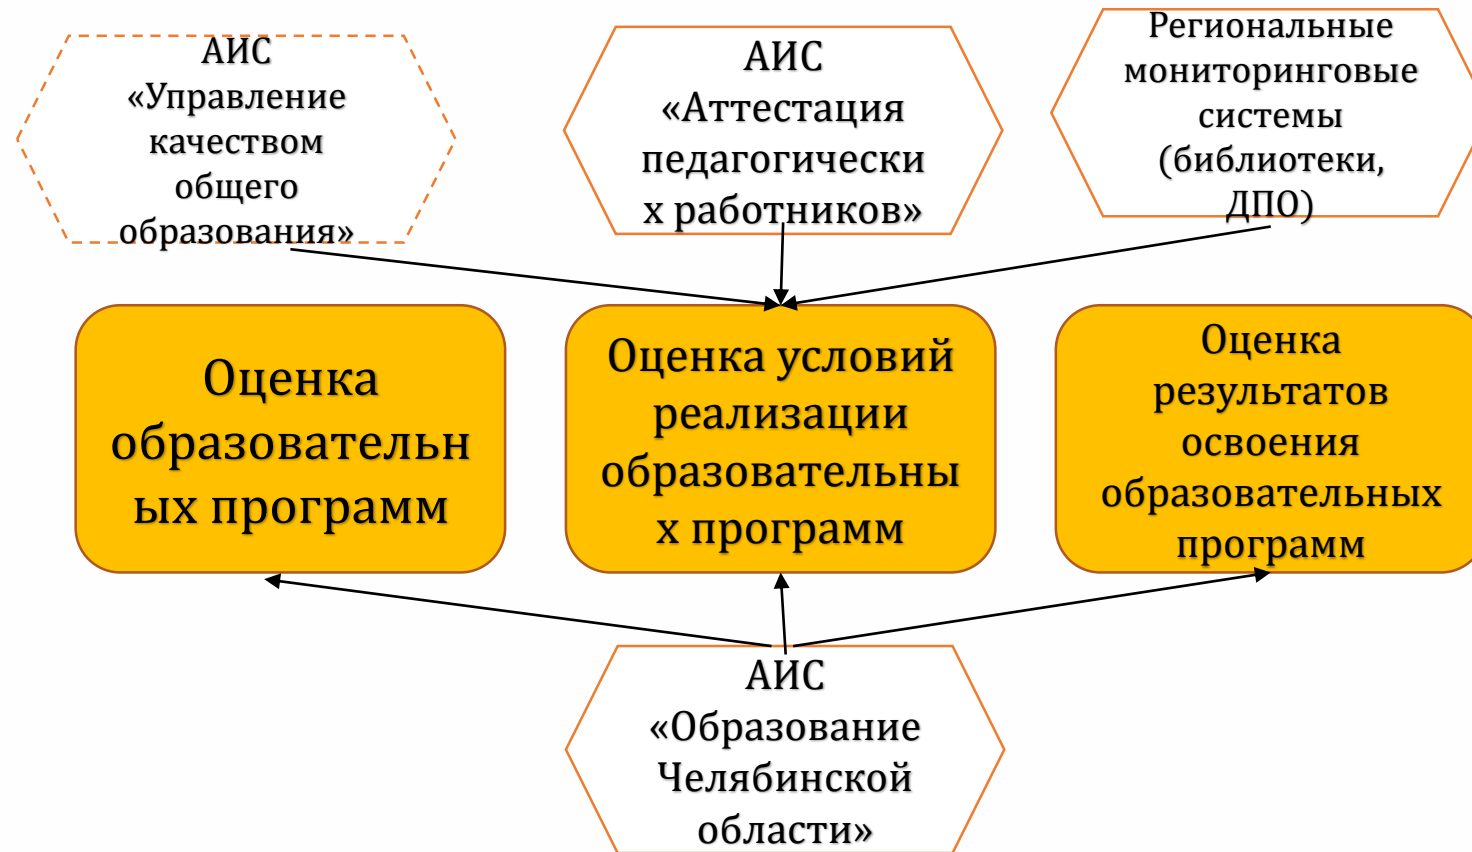 АИС
«Управление
качеством
общего
образования»
АИС
«Аттестация
педагогически
х работников»
Региональные
мониторинговые
системы
(библиотеки,
ДПО)
Оценка
образовательн
ых программ
Оценка условий
реализации
образовательны
х программ
Оценка
результатов
освоения
образовательных
программ
АИС
«Образование
Челябинской
области»